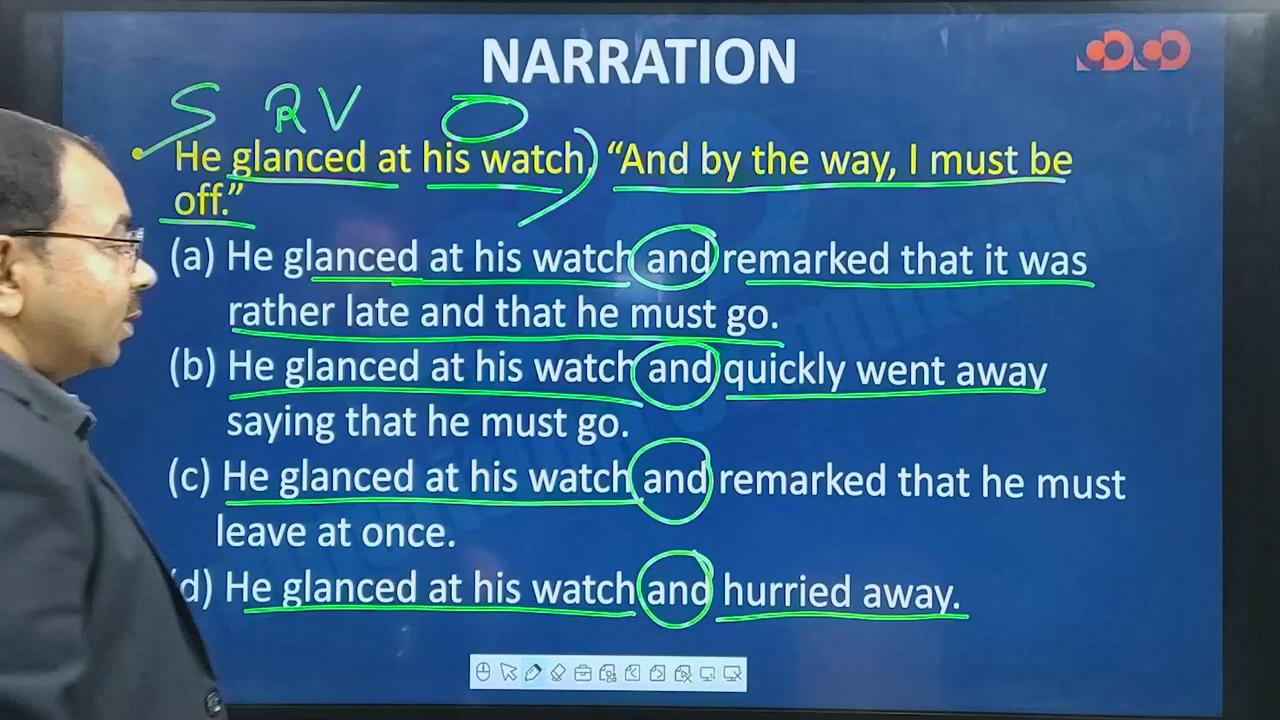 NARRATION
S RV O
He glanced at his watch, “And by the way, I must be
off.”
(a) He glanced at his watch and remarked that it was
rather late and that he must go.
(b) He glanced at his watch and quickly went away
saying that he must go.
(c) He glanced at his watch and remarked that he must
leave at once.
d) He glanced at his watch and hurried away.